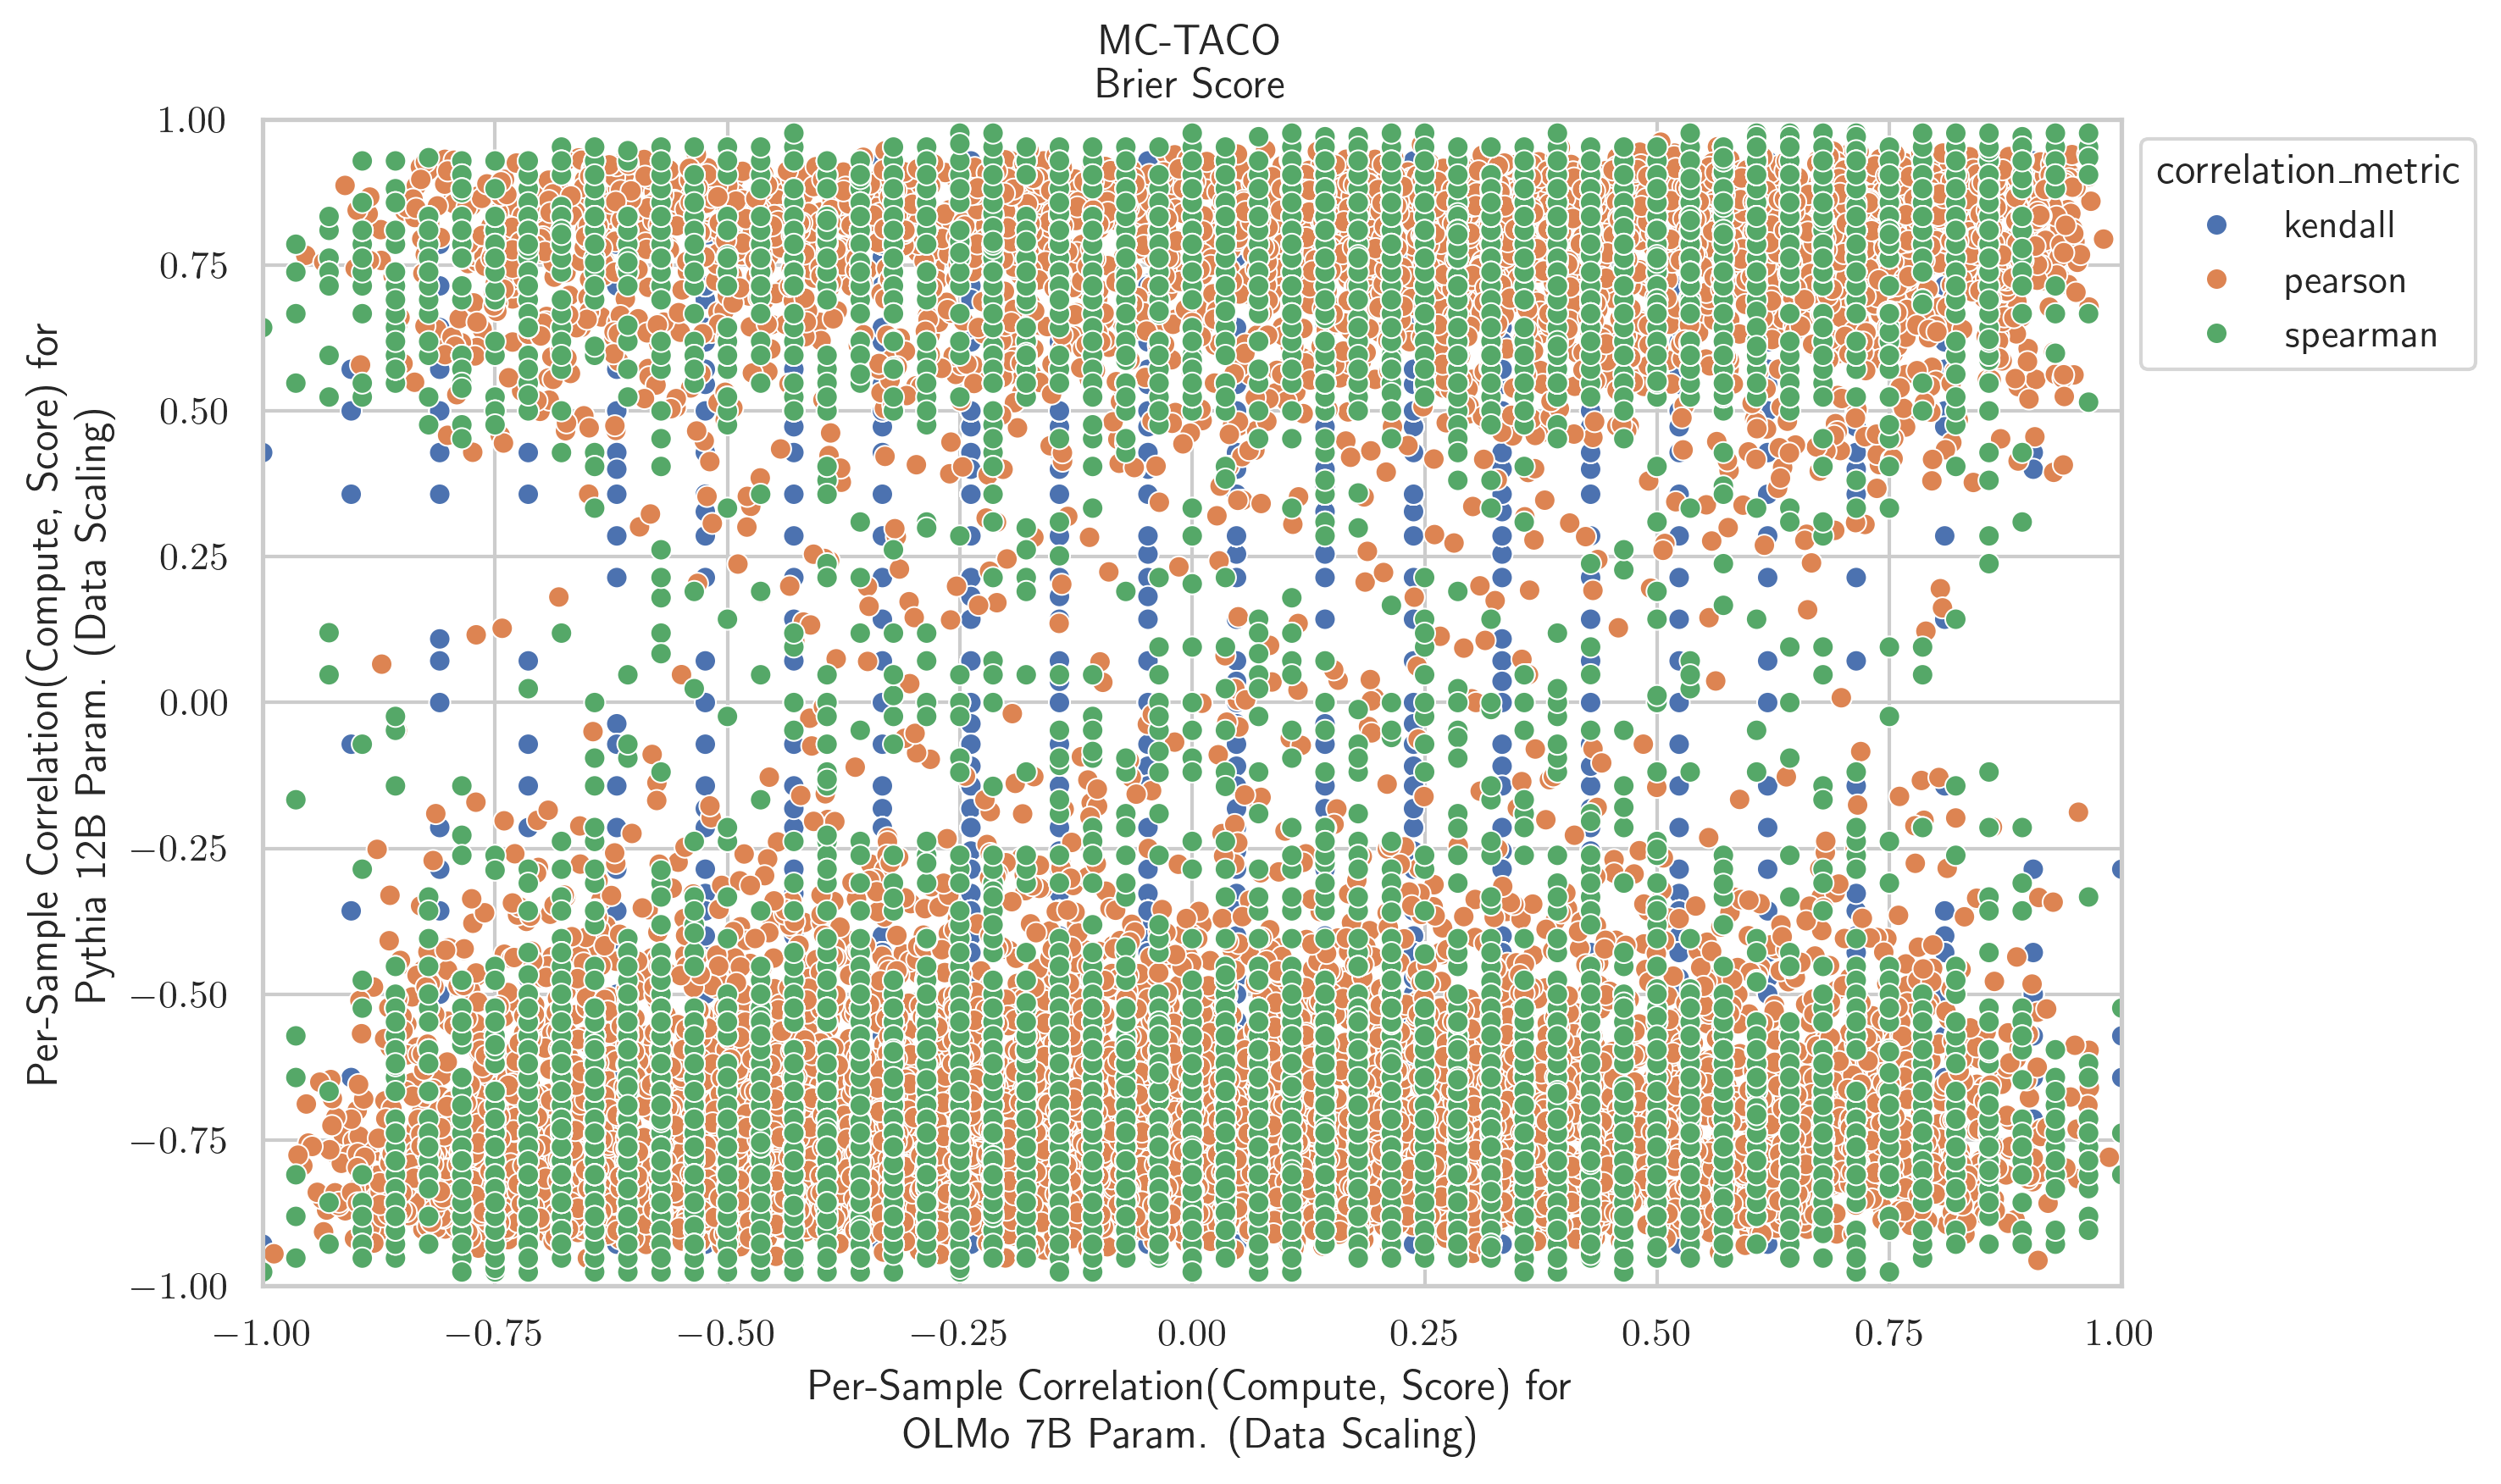 MC-TACO
Brier Score
Per-Sample Correlation(Compute, Score) for
Pythia 12B Param. (Data Scaling)
1.00
0.75
0.50
0.25
0.00
−0.25
−0.50
−0.75
−1.00
−1.00 −0.75 −0.50 −0.25 0.00 0.25 0.50 0.75 1.00
Per-Sample Correlation(Compute, Score) for
OLMo 7B Param. (Data Scaling)
correlation_metric
kendall
pearson
spearman